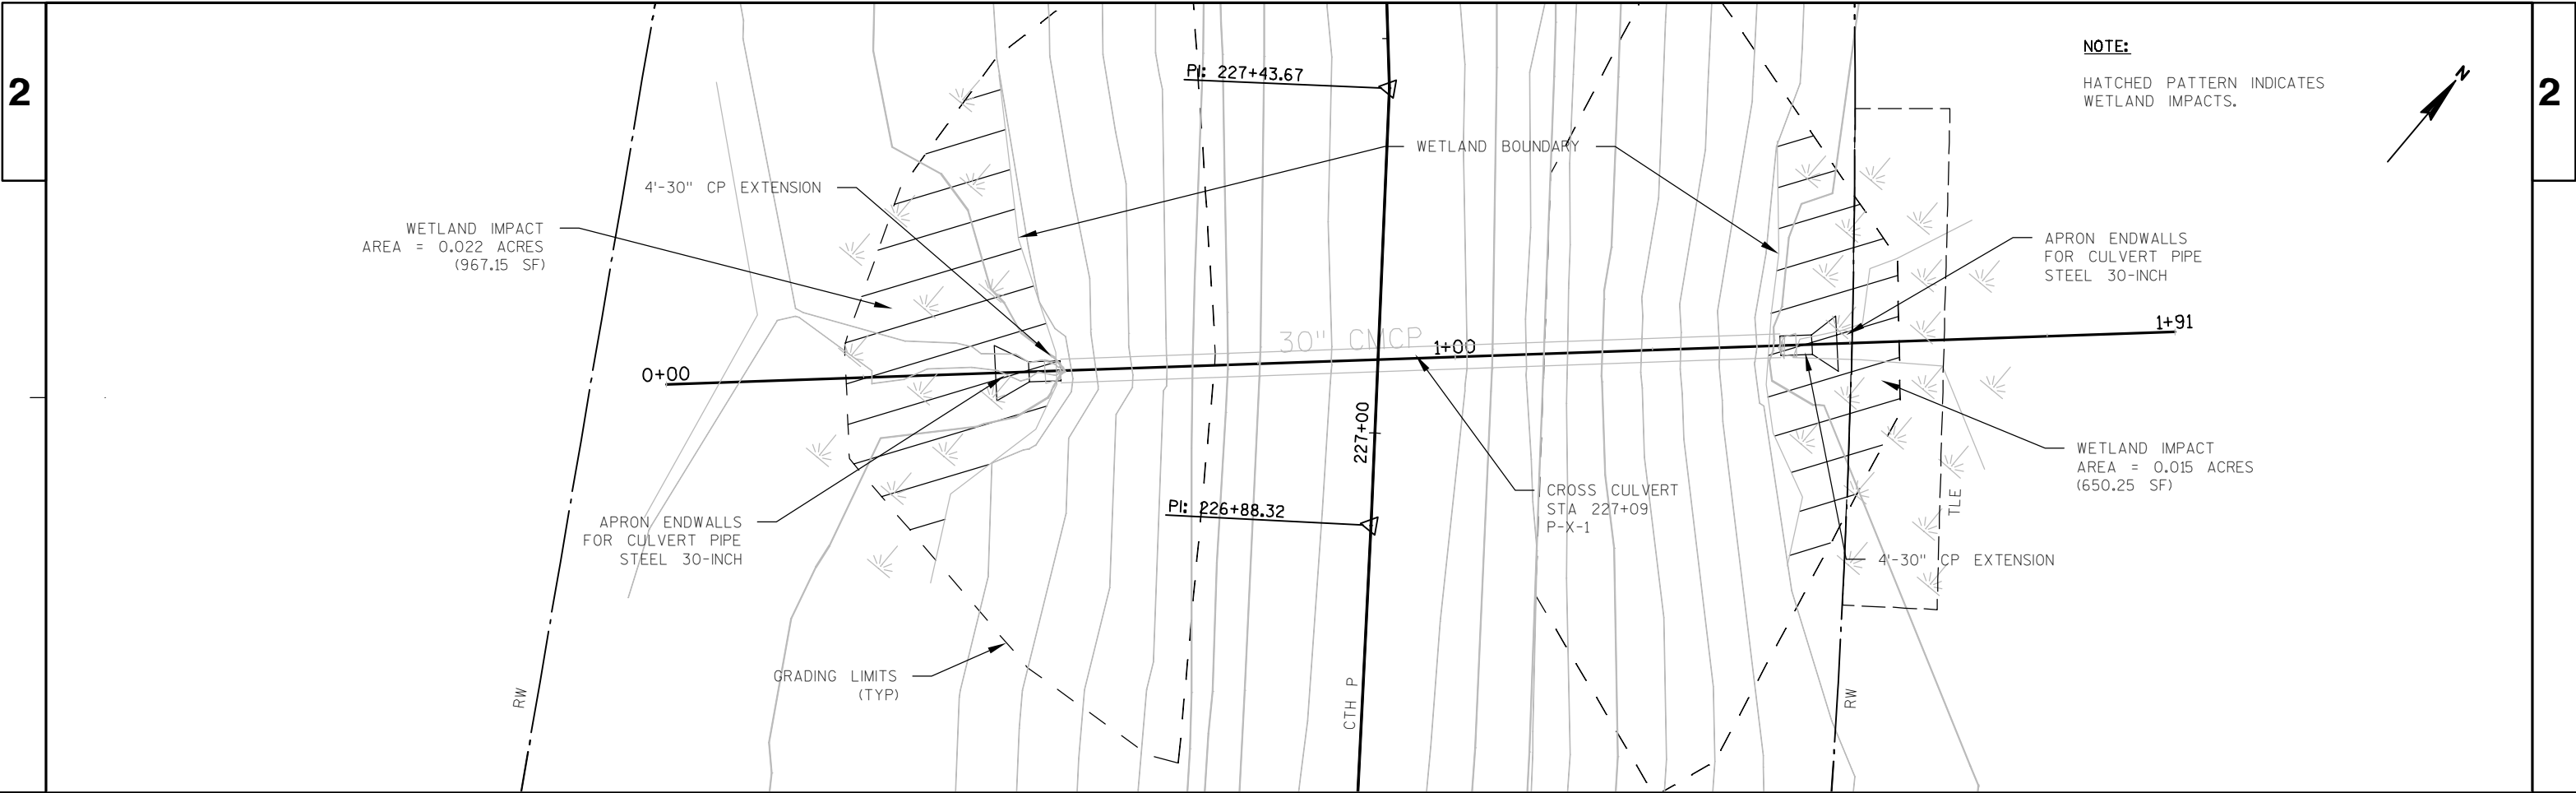 2
2
NOTE:
HATCHED PATTERN INDICATES
WETLAND IMPACTS.
N
PI: 227+43.67
WETLAND BOUNDARY
4'-30" CP EXTENSION
WETLAND IMPACT
AREA = 0.022 ACRES
(967.15 SF)
APRON ENDWALLS
FOR CULVERT PIPE
STEEL 30-INCH
30" CMCP
1+00
1+91
0+00
227+00
WETLAND IMPACT
AREA = 0.015 ACRES
(650.25 SF)
CROSS CULVERT
STA 227+09
P-X-1
PI: 226+88.32
TLE
APRON ENDWALLS
FOR CULVERT PIPE
STEEL 30-INCH
4'-30" CP EXTENSION
GRADING LIMITS
(TYP)
RW
CTH P
RW